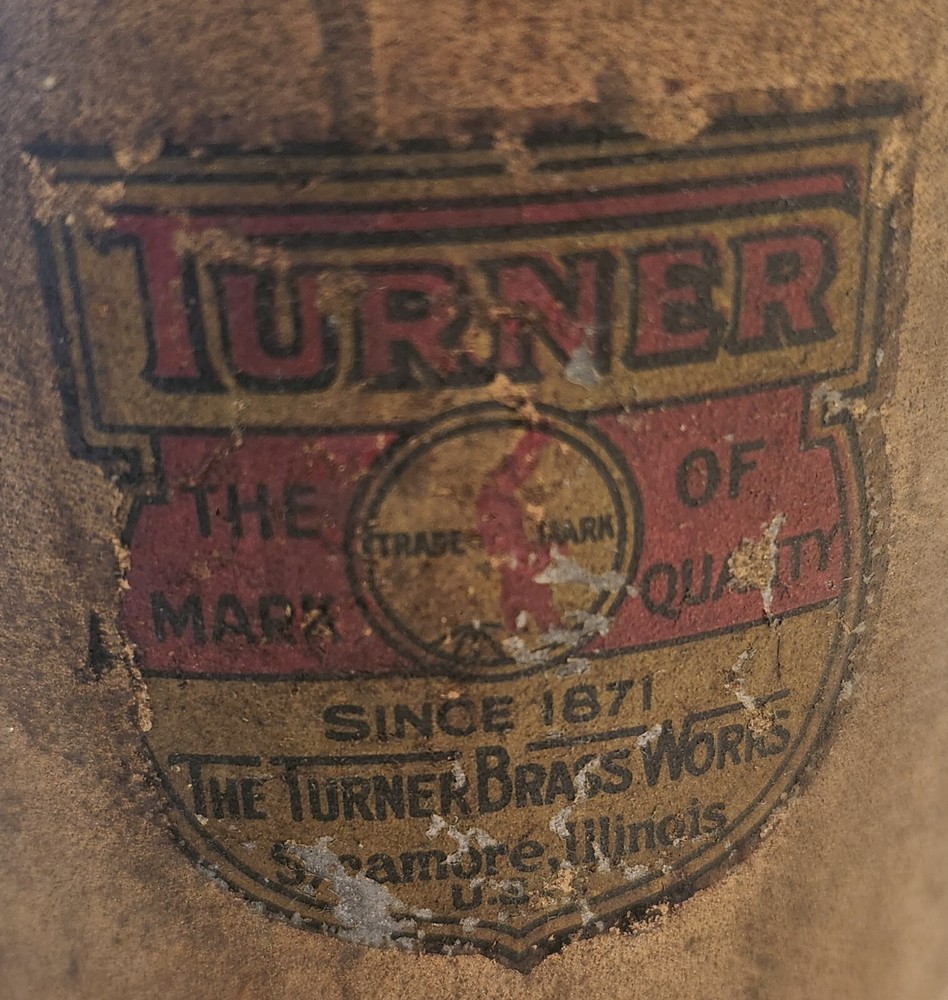 TURNER
THE MARK OF QUALITY
TRADE MARK
SINCE 1871
THE TURNER BRASS WORKS
Sycamore, Illinois
U.S.A.